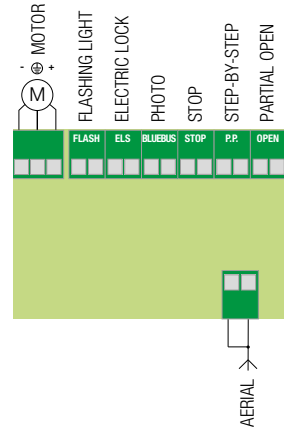 - +
MOTOR
M
FLASHING LIGHT
ELECTRIC LOCK
PHOTO
STOP
STEP-BY-STEP
PARTIAL OPEN
FLASH
ELS
BLUEBUS
STOP
P.P.
OPEN
AERIAL